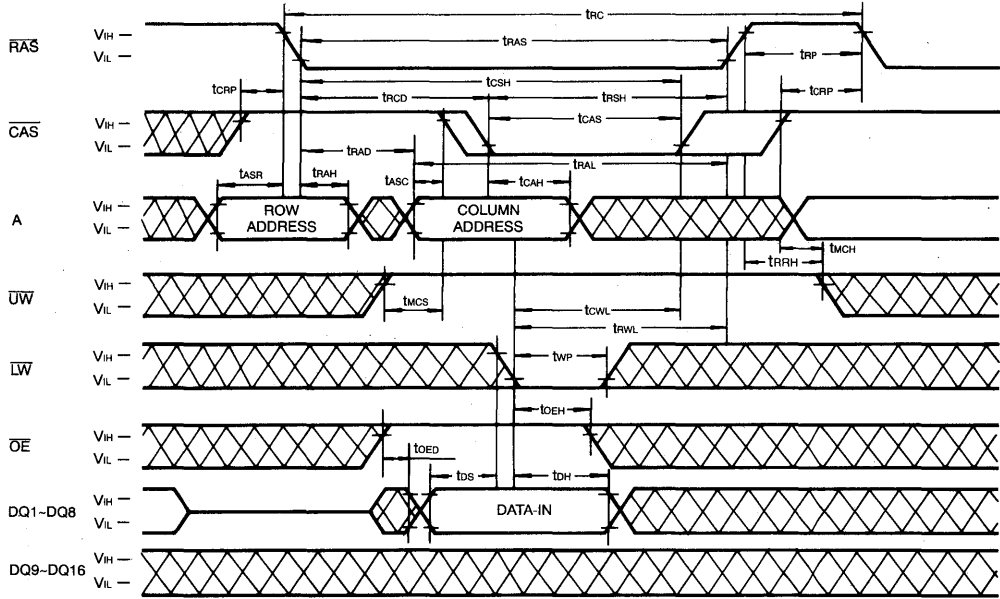 tRC
RAS
VIH
VIL
tRAS
tRP
tCSH
tCRP
tRCD
tRSH
tCRP
CAS
VIH
VIL
tCAS
tRAD
tRAL
tASR
tRAH
tASC
tCAH
A
VIH
VIL
ROW
ADDRESS
COLUMN
ADDRESS
tMCH
tRRH
UW
VIH
VIL
tMCS
tCWL
tRWL
LW
VIH
VIL
tWP
tOEH
OE
VIH
VIL
tOED
tDS
tDH
DQ1~DQ8
VIH
VIL
DATA-IN
DQ9~DQ16
VIH
VIL